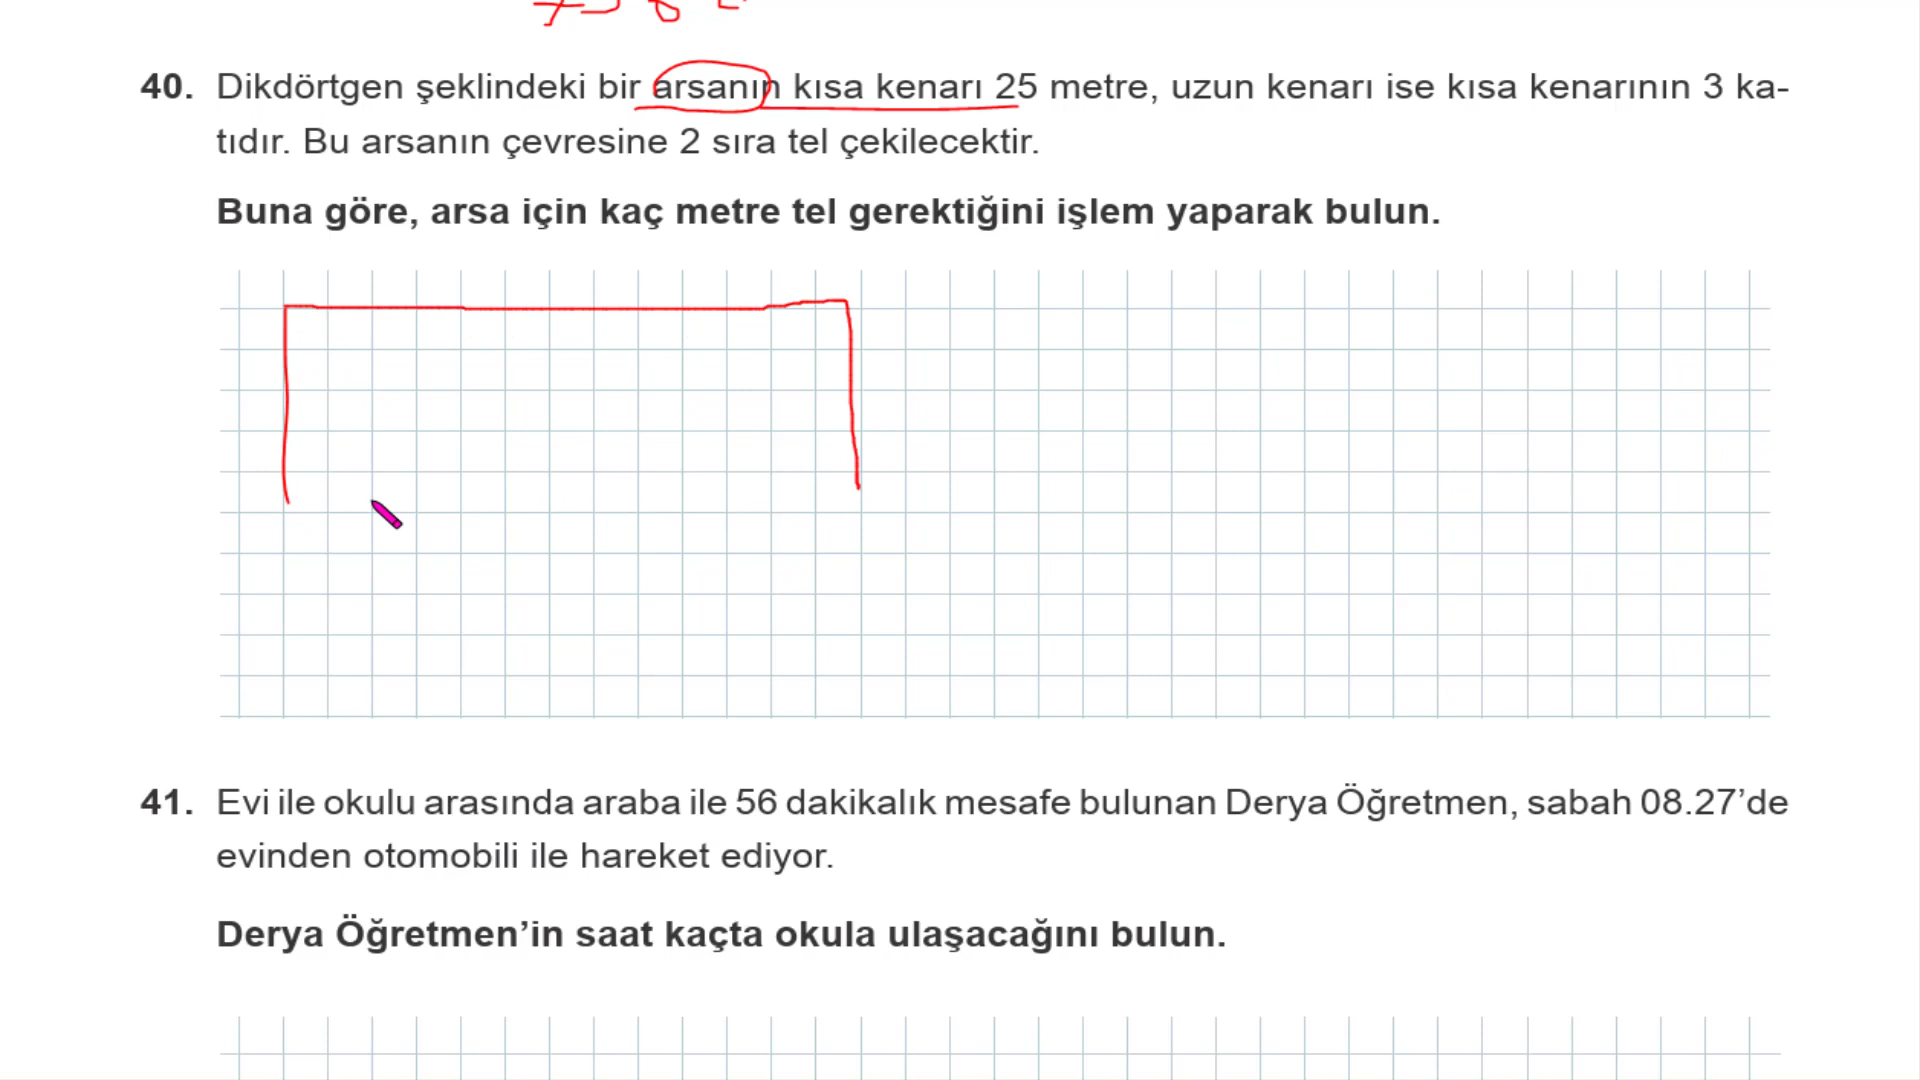 40. Dikdörtgen şeklindeki bir arsanın kısa kenarı 25 metre, uzun kenarı ise kısa kenarının 3 ka-
tıdır. Bu arsanın çevresine 2 sıra tel çekilecektir.
Buna göre, arsa için kaç metre tel gerektiğini işlem yaparak bulun.
41. Evi ile okulu arasında araba ile 56 dakikalık mesafe bulunan Derya Öğretmen, sabah 08.27’de
evinden otomobili ile hareket ediyor.
Derya Öğretmen’in saat kaçta okula ulaşacağını bulun.